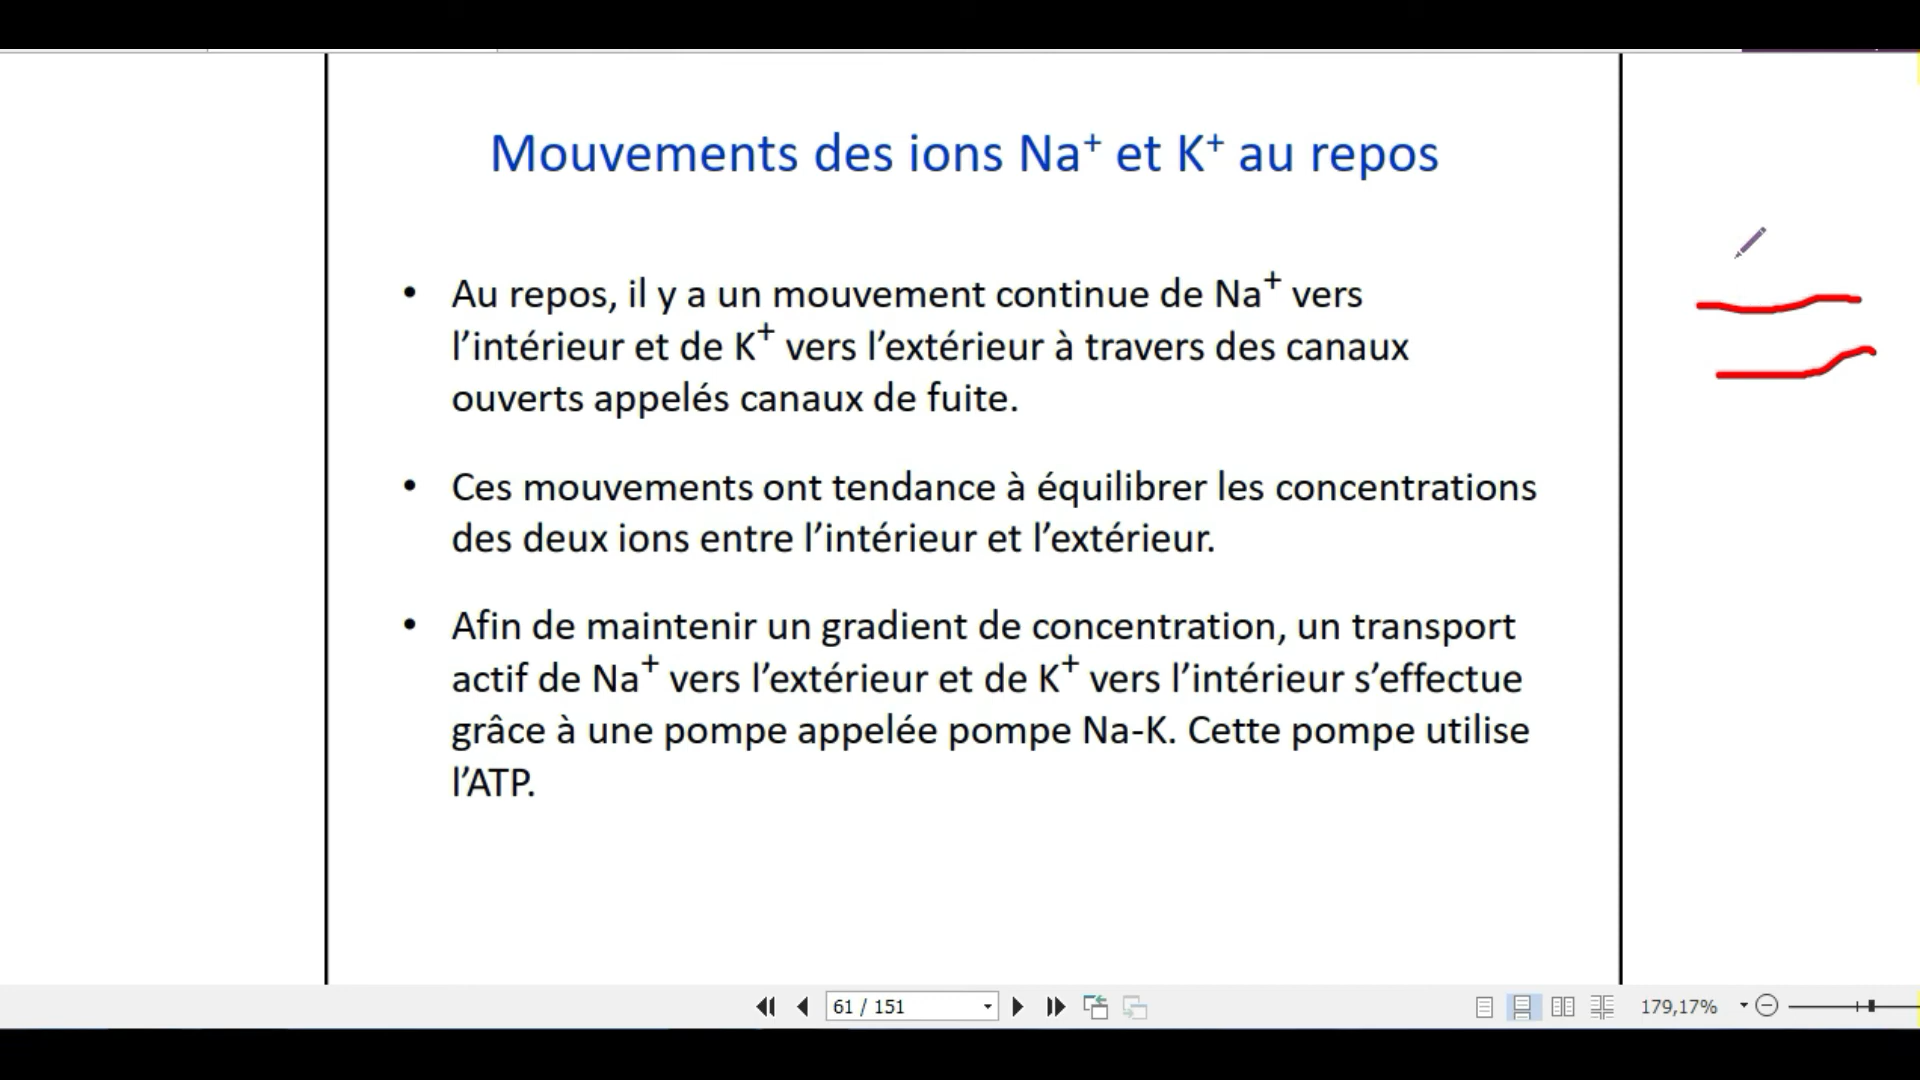 Mouvements des ions Na⁺ et K⁺ au repos
• Au repos, il y a un mouvement continue de Na⁺ vers
l’intérieur et de K⁺ vers l’extérieur à travers des canaux
ouverts appelés canaux de fuite.
• Ces mouvements ont tendance à équilibrer les concentrations
des deux ions entre l’intérieur et l’extérieur.
• Afin de maintenir un gradient de concentration, un transport
actif de Na⁺ vers l’extérieur et de K⁺ vers l’intérieur s’effectue
grâce à une pompe appelée pompe Na-K. Cette pompe utilise
l’ATP.
61 / 151
179,17%